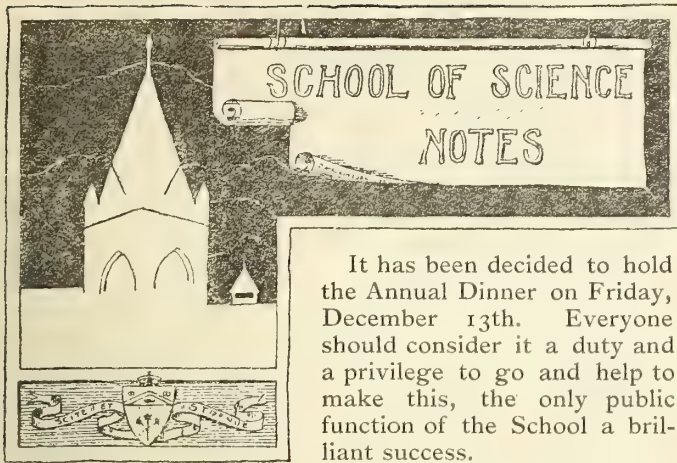 SCHOOL OF SCIENCE
NOTES
It has been decided to hold
the Annual Dinner on Friday,
December 13th. Everyone
should consider it a duty and
a privilege to go and help to
make this, the only public
function of the School a bril-
liant success.